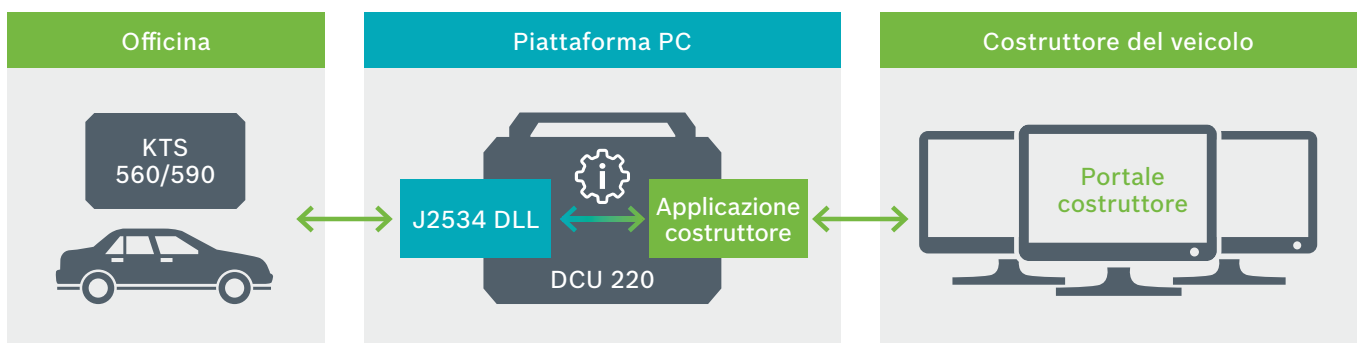 Officina
Piattaforma PC
Costruttore del veicolo
KTS
560/590
J2534 DLL
i
Applicazione
costruttore
DCU 220
Portale
costruttore